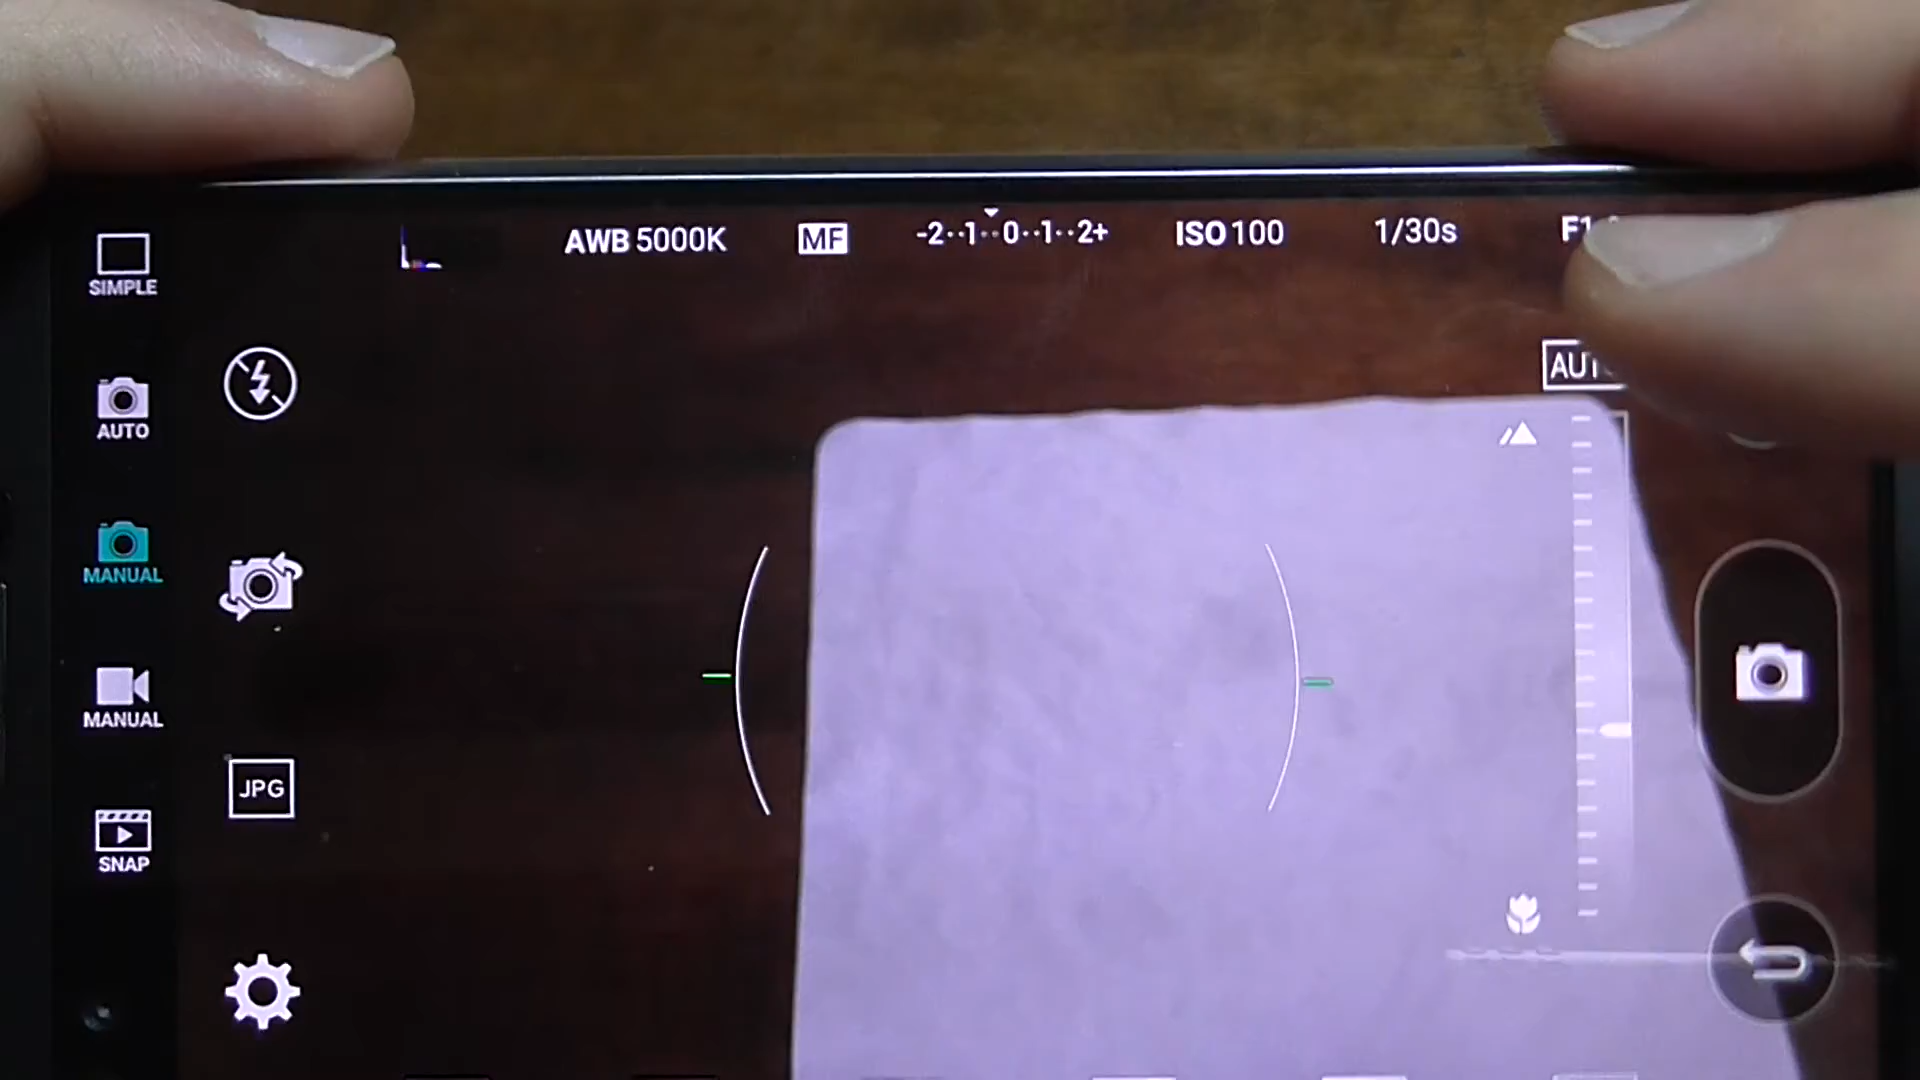 AWB 5000K MF -2··1··0··1··2+ ISO 100 1/30s
SIMPLE
AUTO
MANUAL
MANUAL
JPG
SNAP